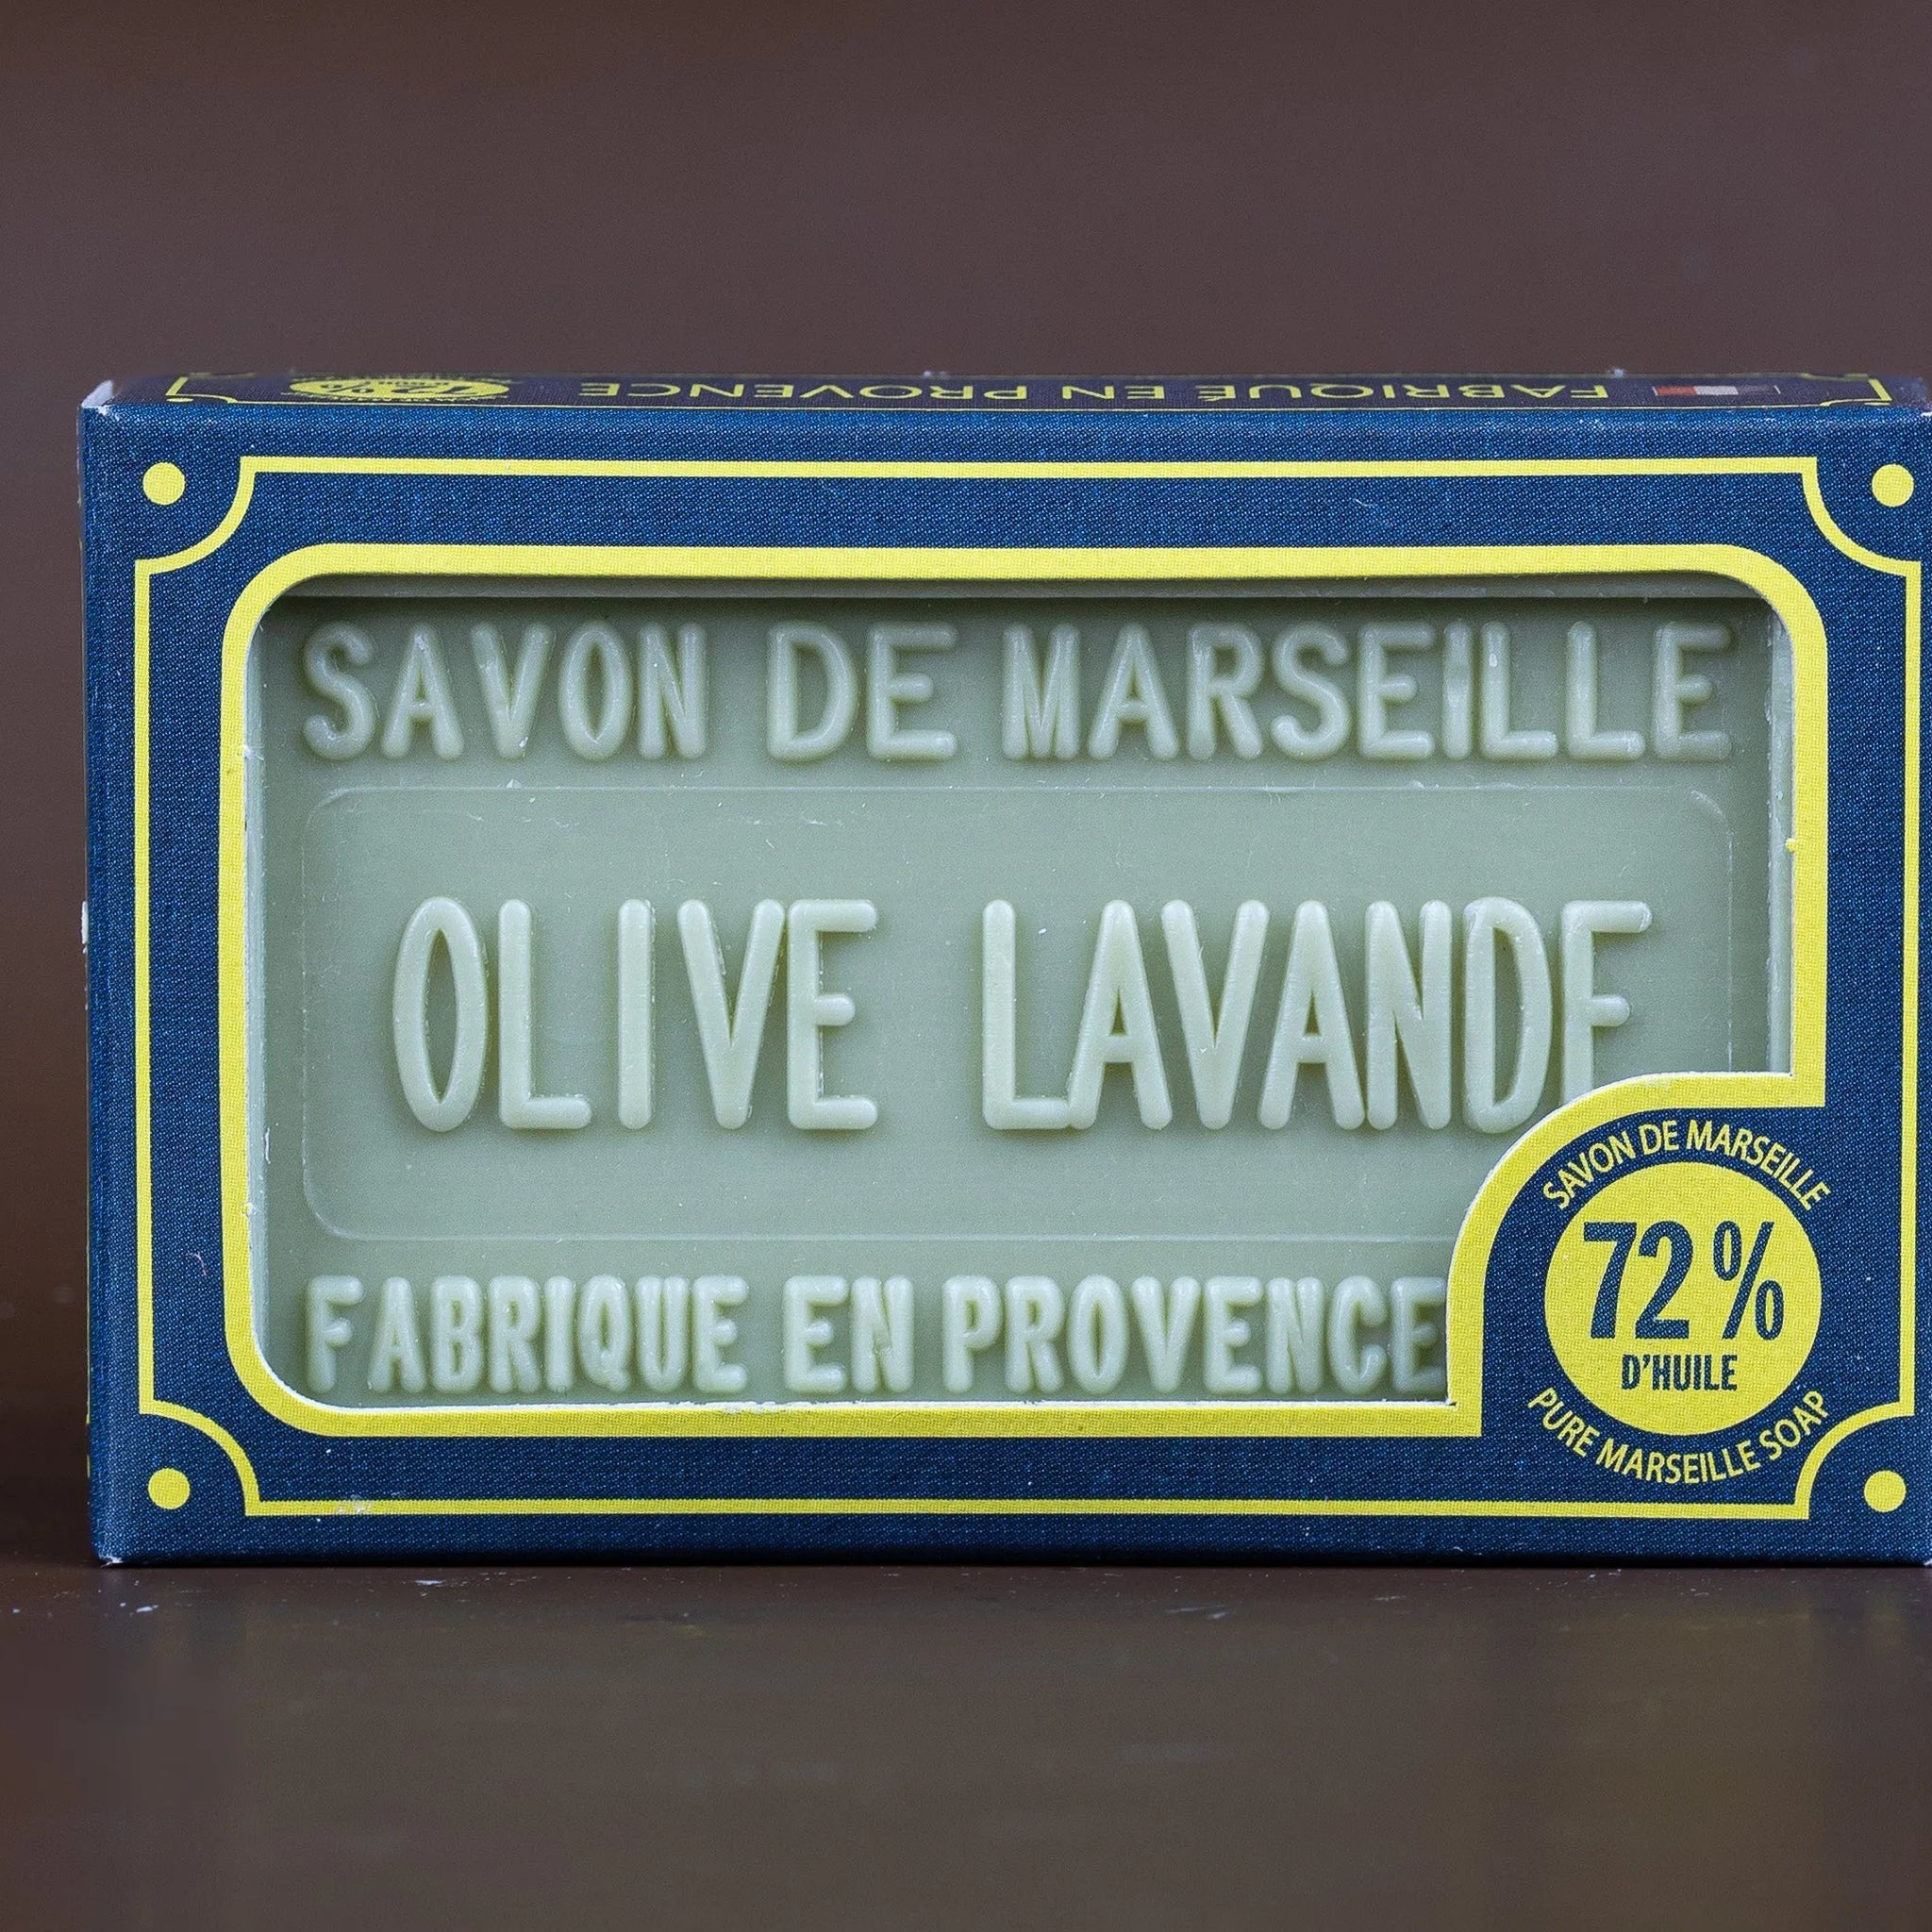 FABRIQUÉ EN PROVENCE
SAVON DE MARSEILLE
OLIVE LAVANDE
FABRIQUE EN PROVENCE
SAVON DE MARSEILLE
72%
D'HUILE
PURE MARSEILLE SOAP